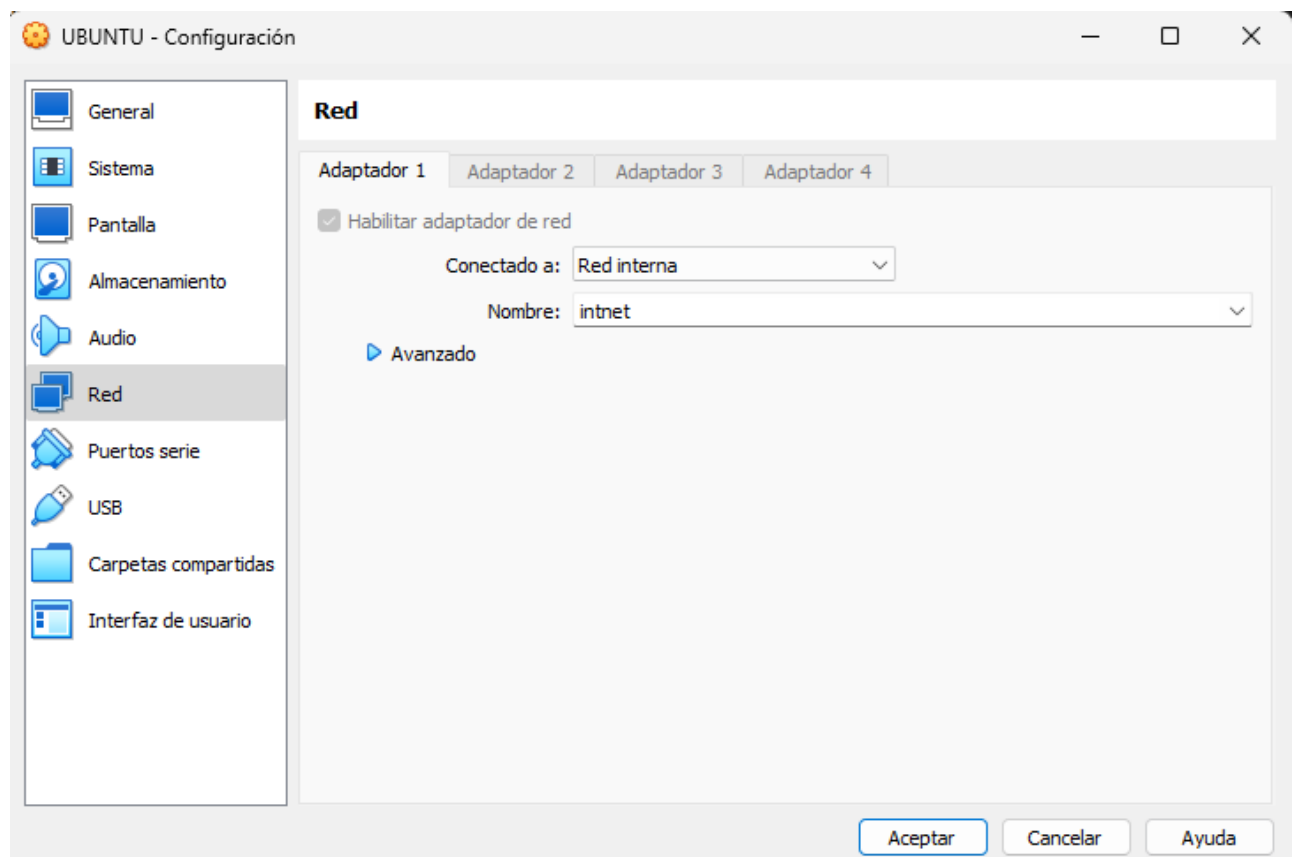 UBUNTU - Configuración
General
Sistema
Pantalla
Almacenamiento
Audio
Red
Puertos serie
USB
Carpetas compartidas
Interfaz de usuario
Red
Adaptador 1 Adaptador 2 Adaptador 3 Adaptador 4
Habilitar adaptador de red
Conectado a: Red interna
Nombre: intnet
Avanzado
Aceptar Cancelar Ayuda